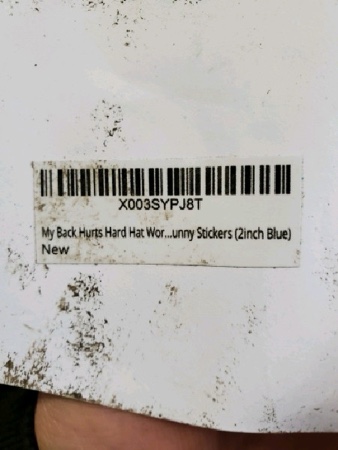 X003SYPJ8T
My Back Hurts Hard Hat Wor...unny Stickers (2inch Blue)
New